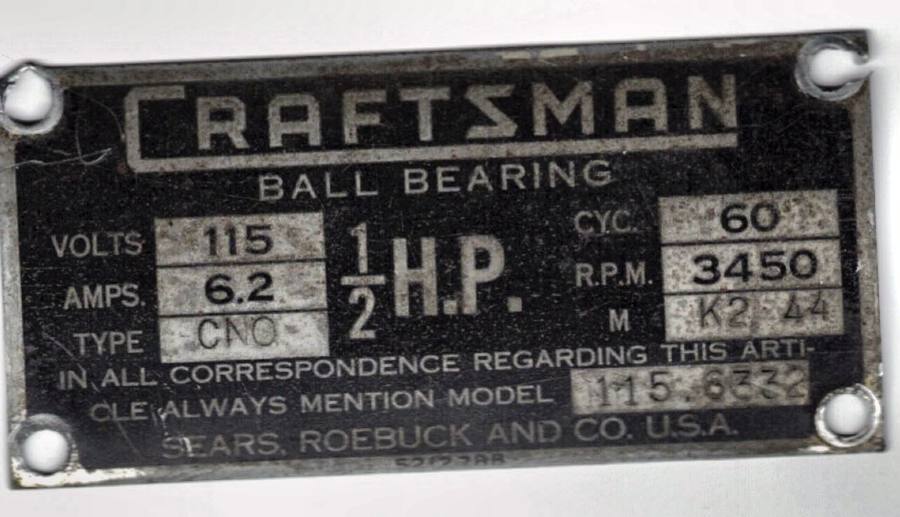 CRAFTSMAN
BALL BEARING
VOLTS 115
AMPS. 6.2
TYPE CNO
1/2 H.P.
CYC. 60
R.P.M. 3450
M K2 44
IN ALL CORRESPONDENCE REGARDING THIS ARTI-
CLE ALWAYS MENTION MODEL 115.6332
SEARS, ROEBUCK AND CO. U.S.A.